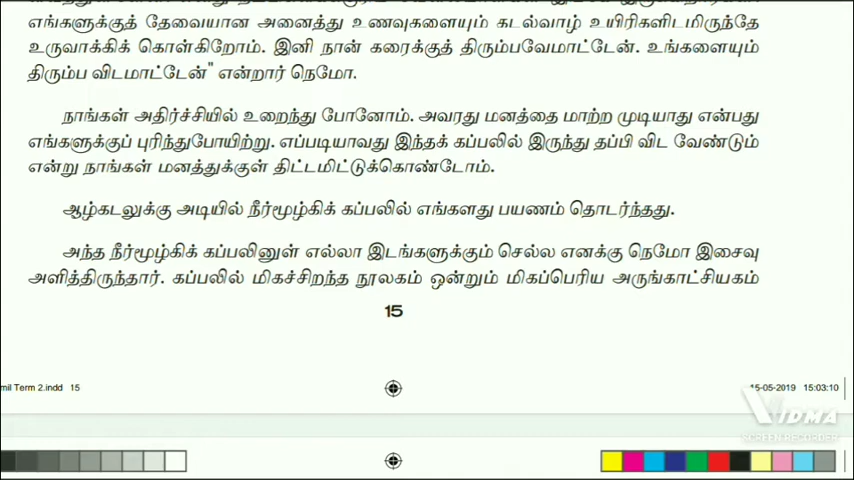 எங்களுக்குத் தேவையான அனைத்து உணவுகளையும் கடல்வாழ் உயிரிகளிடமிருந்தே
உருவாக்கிக் கொள்கிறோம். இனி நான் கரைக்குத் திரும்பவேமாட்டேன். உங்களையும்
திரும்ப விடமாட்டேன்" என்றார் நெமோ.
நாங்கள் அதிர்ச்சியில் உறைந்து போனோம். அவரது மனத்தை மாற்ற முடியாது என்பது
எங்களுக்குப் புரிந்துபோயிற்று. எப்படியாவது இந்தக் கப்பலில் இருந்து தப்பி விட வேண்டும்
என்று நாங்கள் மனத்துக்குள் திட்டமிட்டுக்கொண்டோம்.
ஆழ்கடலுக்கு அடியில் நீர்மூழ்கிக் கப்பலில் எங்களது பயணம் தொடர்ந்தது.
அந்த நீர்மூழ்கிக் கப்பலினுள் எல்லா இடங்களுக்கும் செல்ல எனக்கு நெமோ இசைவு
அளித்திருந்தார். கப்பலில் மிகச்சிறந்த நூலகம் ஒன்றும் மிகப்பெரிய அருங்காட்சியகம்
15
mil Term 2.indd 15
15-05-2019 15:03:10
VIDMA
SCREEN RECORDER